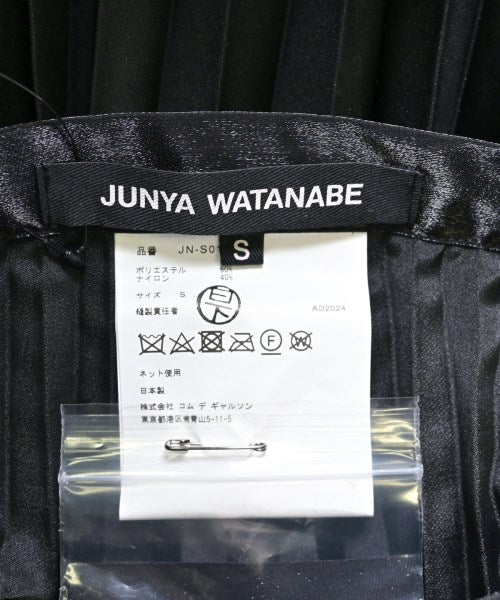 JUNYA WATANABE
S
品番 JN-S01
ポリエステル 60%
ナイロン 40%
サイズ S
縫製責任者
AD2024
ネット使用
日本製
株式会社 コム デ ギャルソン
東京都港区南青山5-11-5